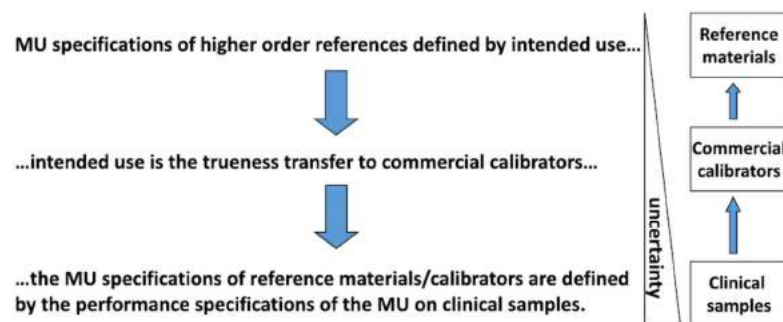 MU specifications of higher order references defined by intended use...
...intended use is the trueness transfer to commercial calibrators...
...the MU specifications of reference materials/calibrators are defined
by the performance specifications of the MU on clinical samples.
uncertainty
Reference
materials
Commercial
calibrators
Clinical
samples